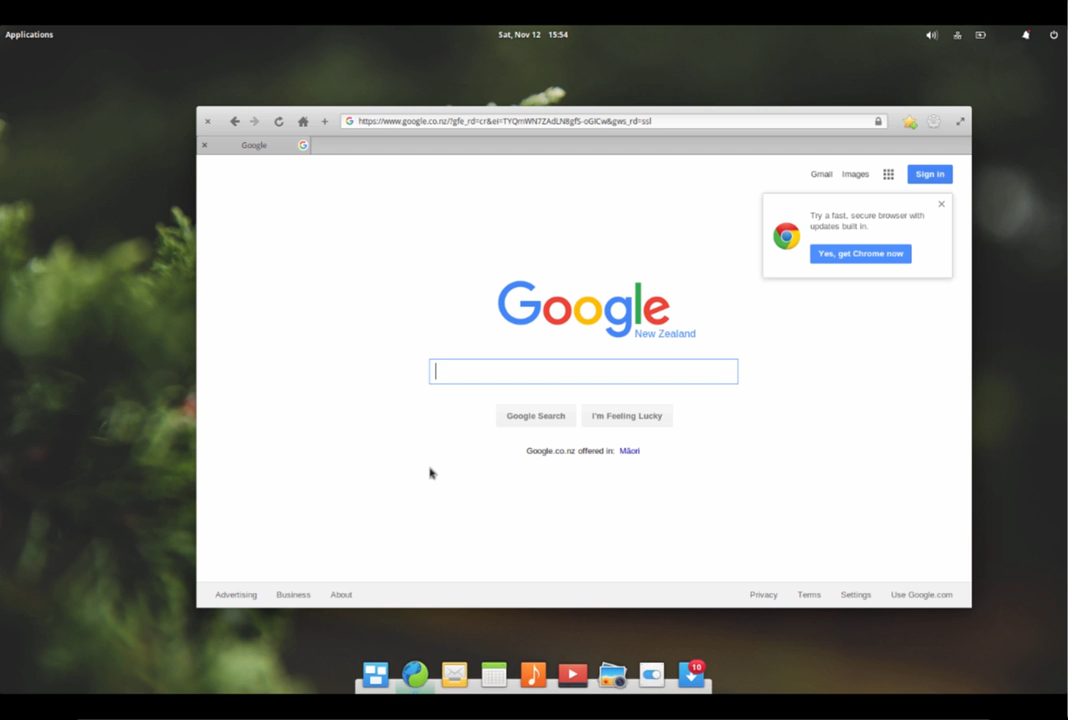 Applications
Sat, Nov 12 15:54
https://www.google.co.nz/?gfe_rd=cr&ei=TYQmWN7ZAdLN8gfS-oGICw&gws_rd=ssl
Google
Gmail Images Sign in
Try a fast, secure browser with
updates built in.
Yes, get Chrome now
Google
New Zealand
Google Search I'm Feeling Lucky
Google.co.nz offered in: Māori
Advertising Business About Privacy Terms Settings Use Google.com
10